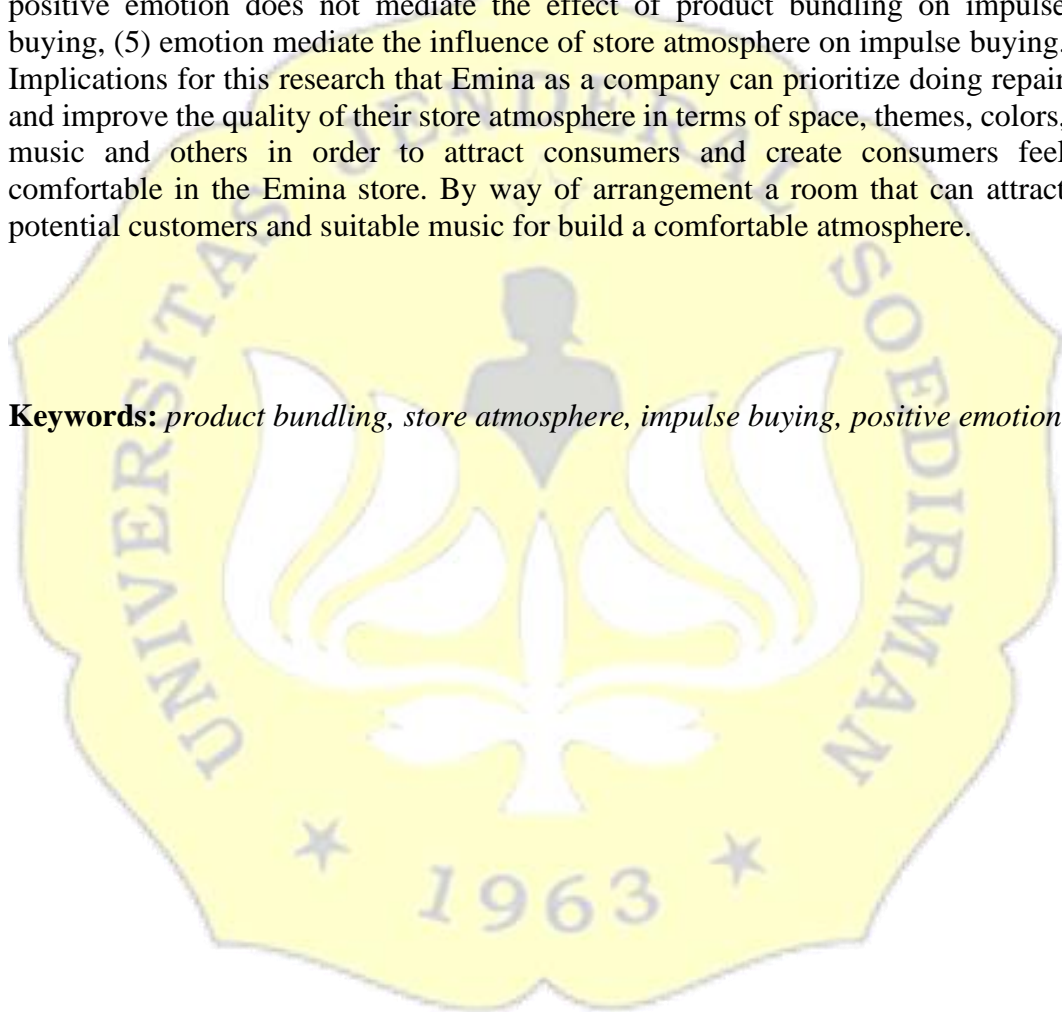 positive emotion does not mediate the effect of product bundling on impulse
buying, (5) emotion mediate the influence of store atmosphere on impulse buying.
Implications for this research that Emina as a company can prioritize doing repair
and improve the quality of their store atmosphere in terms of space, themes, colors,
music and others in order to attract consumers and create consumers feel
comfortable in the Emina store. By way of arrangement a room that can attract
potential customers and suitable music for build a comfortable atmosphere.
Keywords: product bundling, store atmosphere, impulse buying, positive emotion
UNIVERSITAS JENDERAL SOEDIRMAN
★ 1963 ★